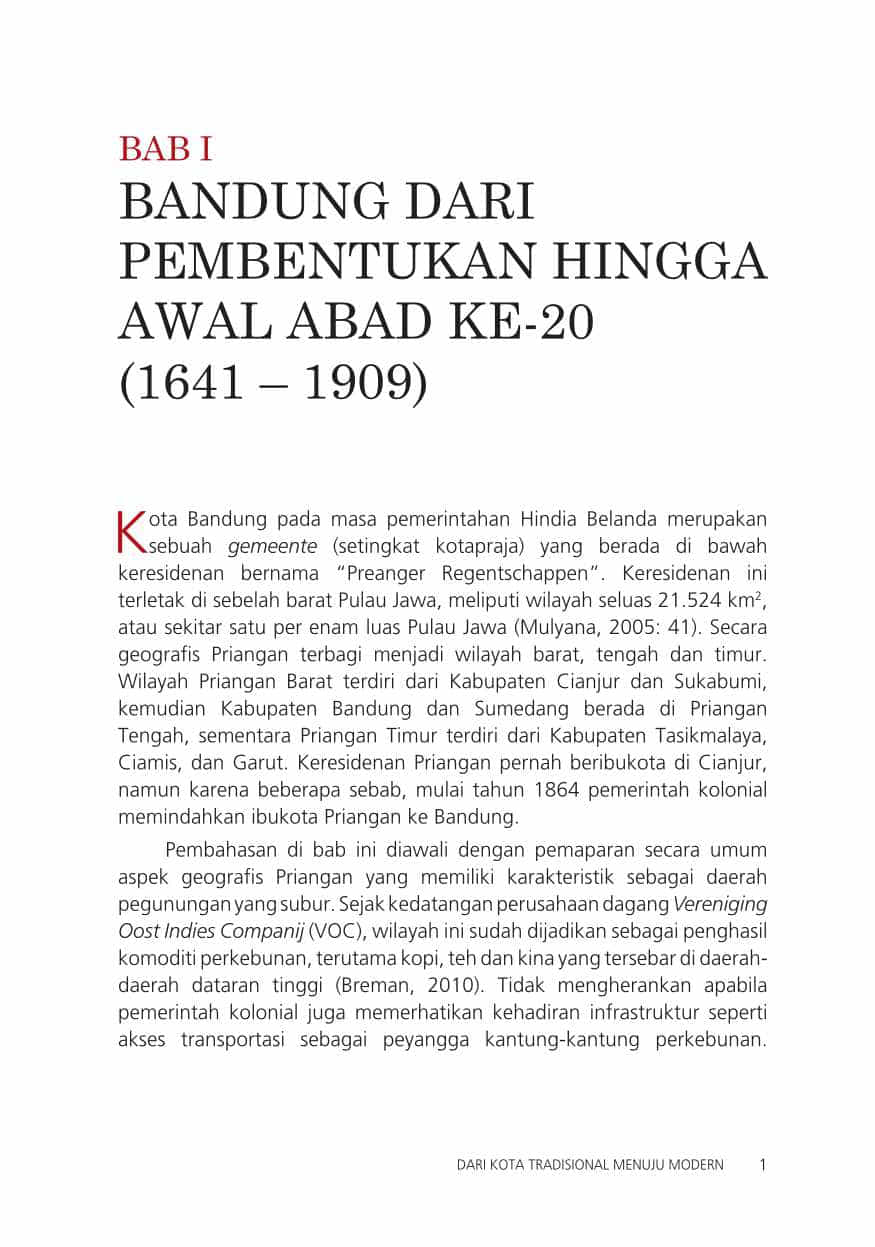 BAB I
BANDUNG DARI
PEMBENTUKAN HINGGA
AWAL ABAD KE-20
(1641 – 1909)
Kota Bandung pada masa pemerintahan Hindia Belanda merupakan
sebuah gemeente (setingkat kotapraja) yang berada di bawah
keresidenan bernama “Preanger Regentschappen”. Keresidenan ini
terletak di sebelah barat Pulau Jawa, meliputi wilayah seluas 21.524 km²,
atau sekitar satu per enam luas Pulau Jawa (Mulyana, 2005: 41). Secara
geografis Priangan terbagi menjadi wilayah barat, tengah dan timur.
Wilayah Priangan Barat terdiri dari Kabupaten Cianjur dan Sukabumi,
kemudian Kabupaten Bandung dan Sumedang berada di Priangan
Tengah, sementara Priangan Timur terdiri dari Kabupaten Tasikmalaya,
Ciamis, dan Garut. Keresidenan Priangan pernah beribukota di Cianjur,
namun karena beberapa sebab, mulai tahun 1864 pemerintah kolonial
memindahkan ibukota Priangan ke Bandung.
Pembahasan di bab ini diawali dengan pemaparan secara umum
aspek geografis Priangan yang memiliki karakteristik sebagai daerah
pegunungan yang subur. Sejak kedatangan perusahaan dagang Vereniging
Oost Indies Companij (VOC), wilayah ini sudah dijadikan sebagai penghasil
komoditi perkebunan, terutama kopi, teh dan kina yang tersebar di daerah-
daerah dataran tinggi (Breman, 2010). Tidak mengherankan apabila
pemerintah kolonial juga memerhatikan kehadiran infrastruktur seperti
akses transportasi sebagai peyangga kantung-kantung perkebunan.
DARI KOTA TRADISIONAL MENUJU MODERN 1